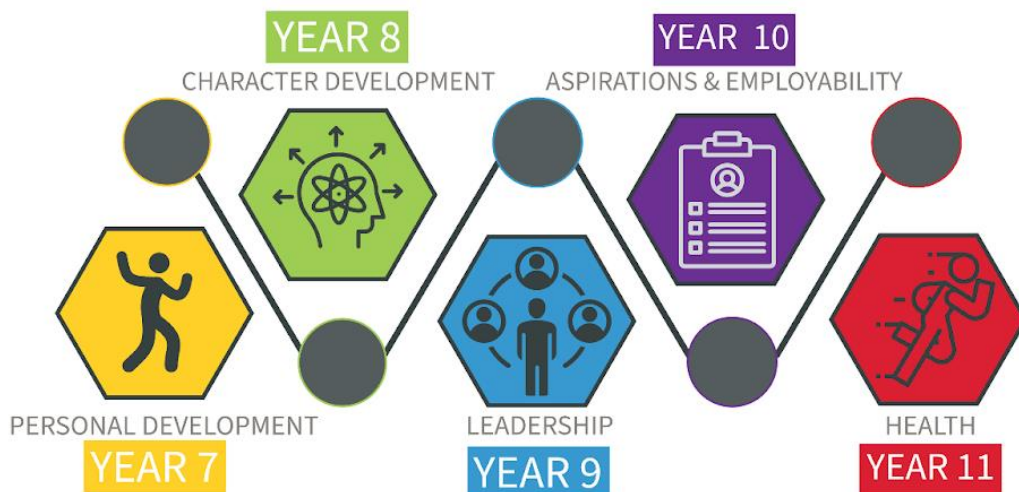 YEAR 8
CHARACTER DEVELOPMENT
YEAR 10
ASPIRATIONS & EMPLOYABILITY
PERSONAL DEVELOPMENT
YEAR 7
LEADERSHIP
YEAR 9
HEALTH
YEAR 11